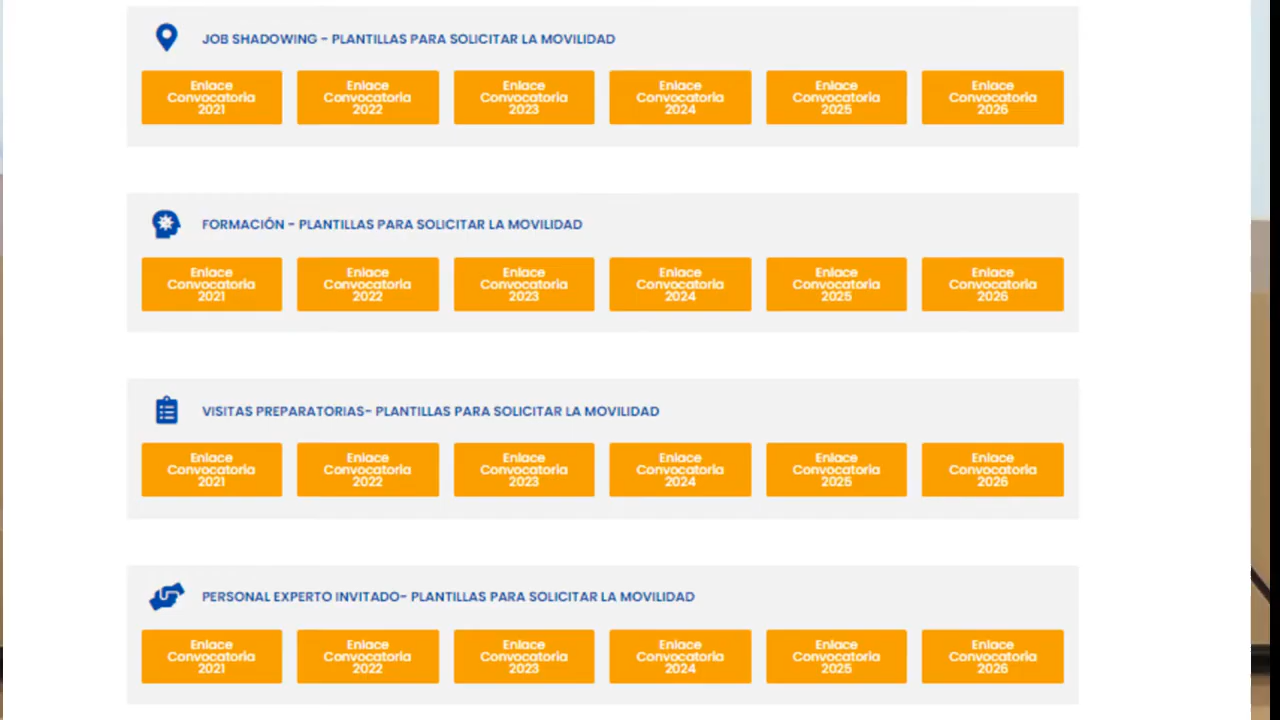 JOB SHADOWING - PLANTILLAS PARA SOLICITAR LA MOVILIDAD
Enlace
Convocatoria
2021
Enlace
Convocatoria
2022
Enlace
Convocatoria
2023
Enlace
Convocatoria
2024
Enlace
Convocatoria
2025
Enlace
Convocatoria
2026
FORMACIÓN - PLANTILLAS PARA SOLICITAR LA MOVILIDAD
Enlace
Convocatoria
2021
Enlace
Convocatoria
2022
Enlace
Convocatoria
2023
Enlace
Convocatoria
2024
Enlace
Convocatoria
2025
Enlace
Convocatoria
2026
VISITAS PREPARATORIAS- PLANTILLAS PARA SOLICITAR LA MOVILIDAD
Enlace
Convocatoria
2021
Enlace
Convocatoria
2022
Enlace
Convocatoria
2023
Enlace
Convocatoria
2024
Enlace
Convocatoria
2025
Enlace
Convocatoria
2026
PERSONAL EXPERTO INVITADO- PLANTILLAS PARA SOLICITAR LA MOVILIDAD
Enlace
Convocatoria
2021
Enlace
Convocatoria
2022
Enlace
Convocatoria
2023
Enlace
Convocatoria
2024
Enlace
Convocatoria
2025
Enlace
Convocatoria
2026